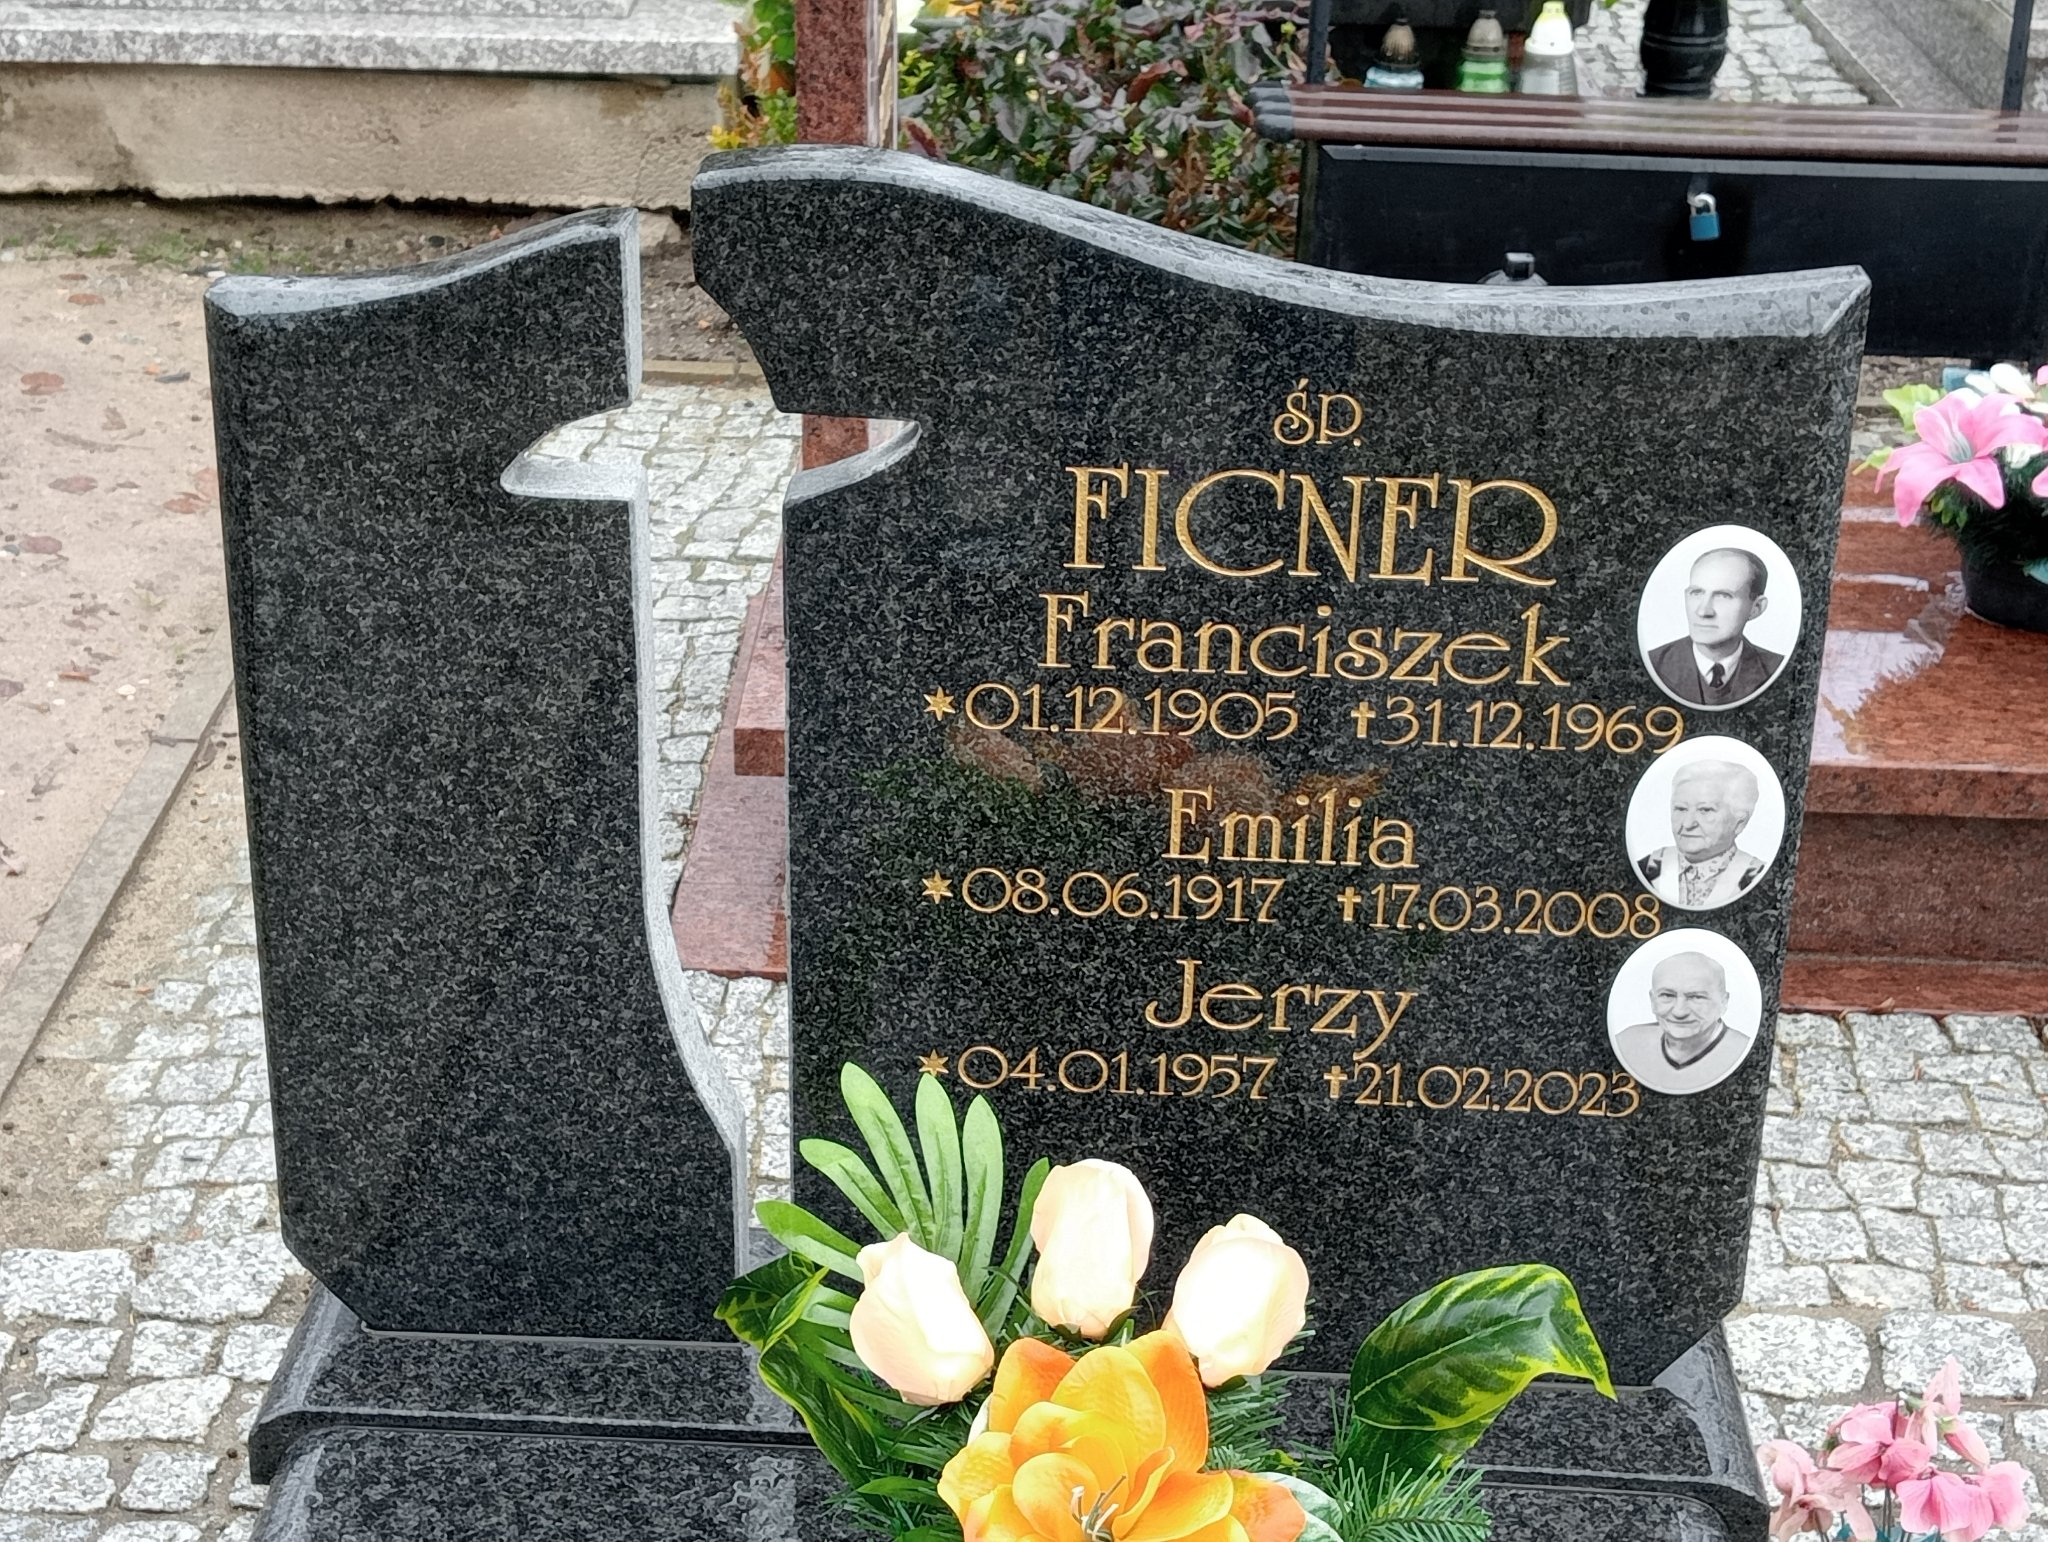 ŚP.
FICNER
Franciszek
* 01.12.1905 † 31.12.1969
Emilia
* 08.06.1917 † 17.03.2008
Jerzy
* 04.01.1957 † 21.02.2023